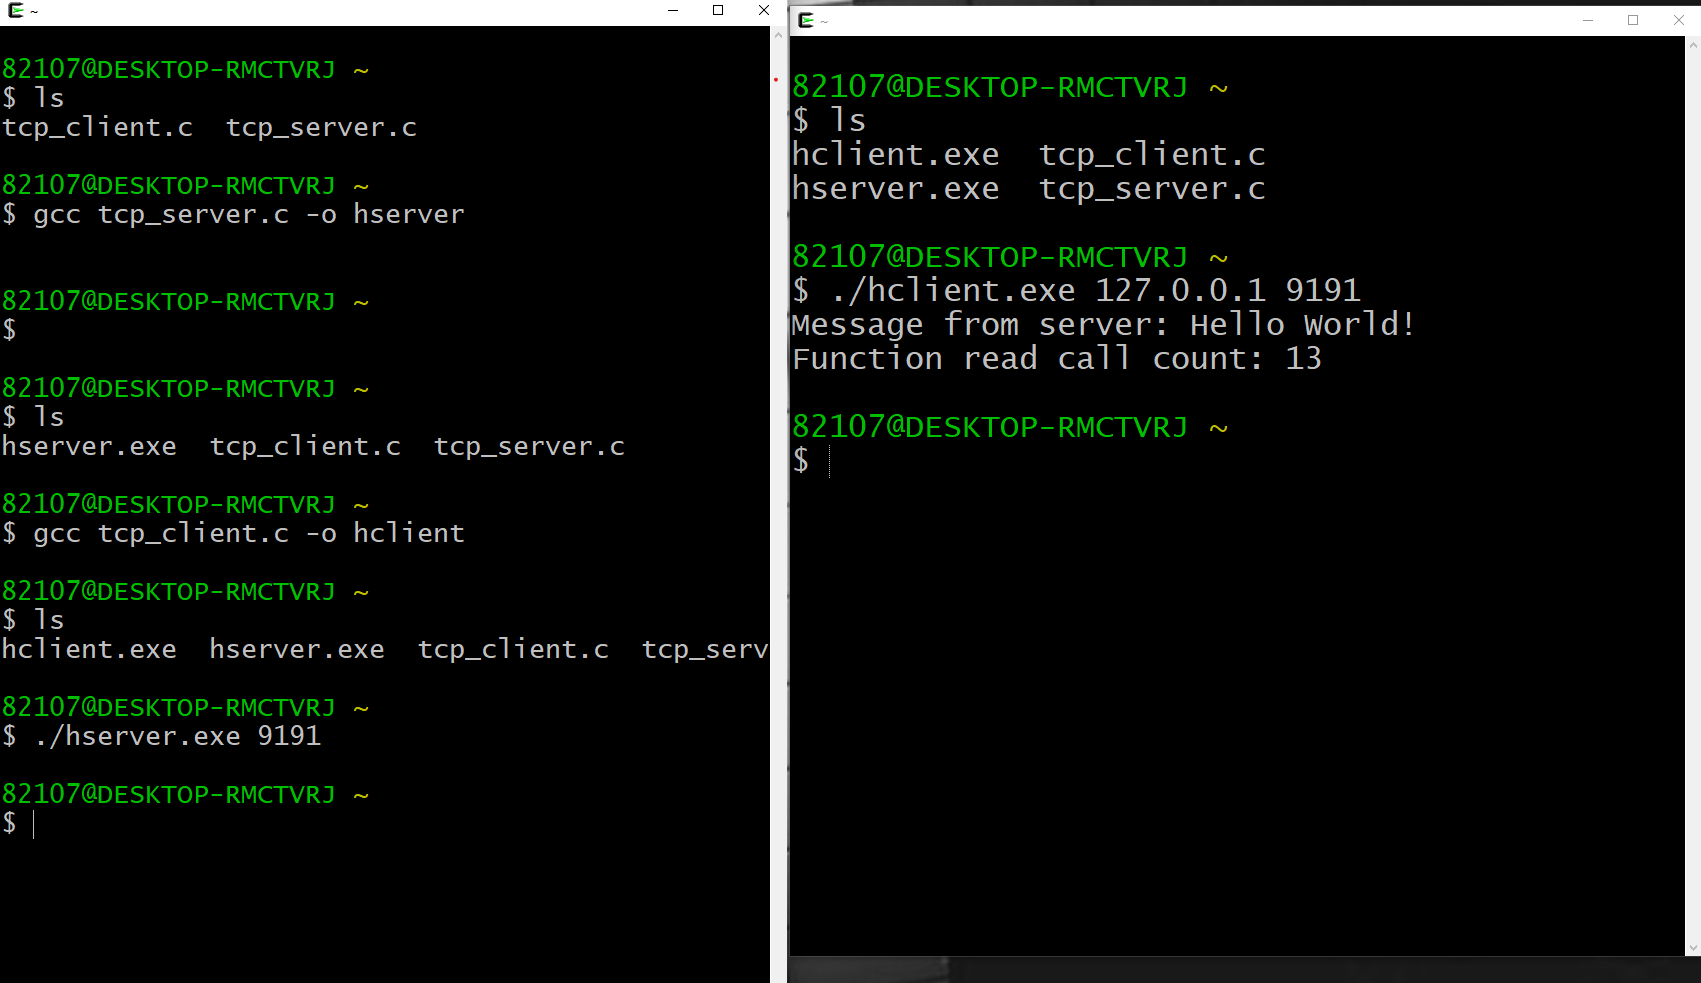 ~
82107@DESKTOP-RMCTVRJ ~
$ ls
tcp_client.c  tcp_server.c
82107@DESKTOP-RMCTVRJ ~
$ gcc tcp_server.c -o hserver
82107@DESKTOP-RMCTVRJ ~
$
82107@DESKTOP-RMCTVRJ ~
$ ls
hserver.exe  tcp_client.c  tcp_server.c
82107@DESKTOP-RMCTVRJ ~
$ gcc tcp_client.c -o hclient
82107@DESKTOP-RMCTVRJ ~
$ ls
hclient.exe  hserver.exe  tcp_client.c  tcp_serv
82107@DESKTOP-RMCTVRJ ~
$ ./hserver.exe 9191
82107@DESKTOP-RMCTVRJ ~
$
~
82107@DESKTOP-RMCTVRJ ~
$ ls
hclient.exe  tcp_client.c
hserver.exe  tcp_server.c
82107@DESKTOP-RMCTVRJ ~
$ ./hclient.exe 127.0.0.1 9191
Message from server: Hello World!
Function read call count: 13
82107@DESKTOP-RMCTVRJ ~
$